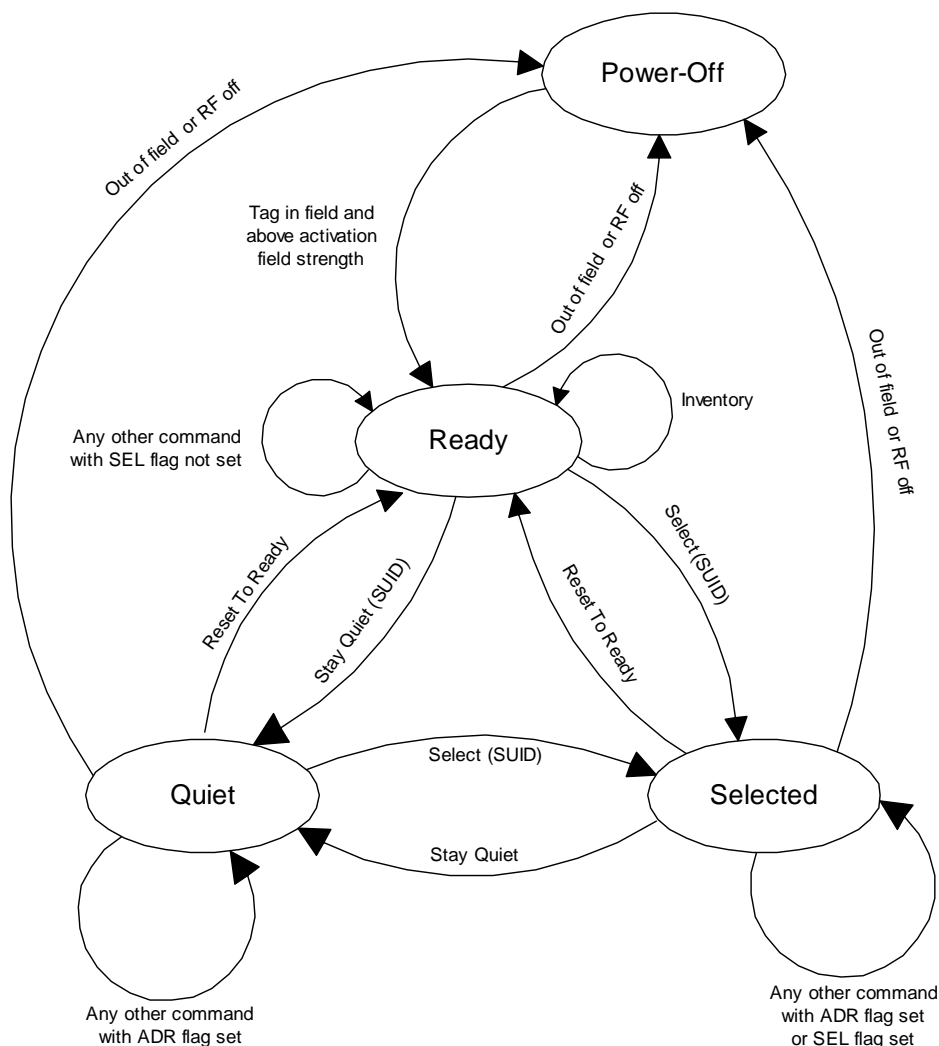 Power-Off
Out of field or RF off
Tag in field and
above activation
field strength
Out of field or RF off
Out of field or RF off
Inventory
Any other command
with SEL flag not set
Ready
Reset To Ready
Stay Quiet (SUID)
Reset To Ready
Select (SUID)
Quiet
Select (SUID)
Selected
Stay Quiet
Any other command
with ADR flag set
Any other command
with ADR flag set
or SEL flag set